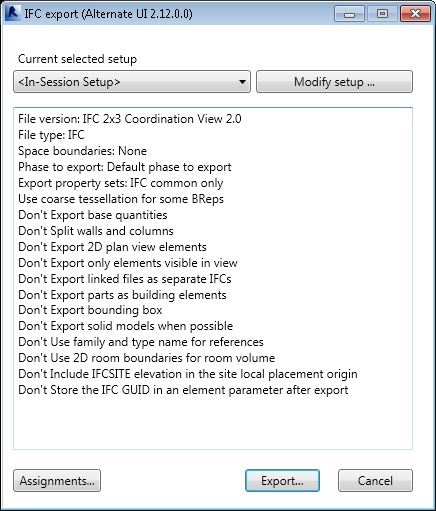 IFC export (Alternate UI 2.12.0.0)
Current selected setup
<In-Session Setup>
Modify setup ...
File version: IFC 2x3 Coordination View 2.0
File type: IFC
Space boundaries: None
Phase to export: Default phase to export
Export property sets: IFC common only
Use coarse tessellation for some BReps
Don't Export base quantities
Don't Split walls and columns
Don't Export 2D plan view elements
Don't Export only elements visible in view
Don't Export linked files as separate IFCs
Don't Export parts as building elements
Don't Export bounding box
Don't Export solid models when possible
Don't Use family and type name for references
Don't Use 2D room boundaries for room volume
Don't Include IFCSITE elevation in the site local placement origin
Don't Store the IFC GUID in an element parameter after export
Assignments...
Export...
Cancel